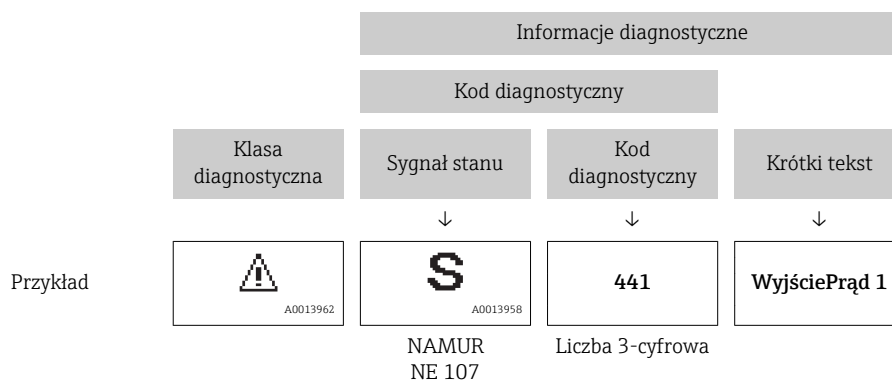 Informacje diagnostyczne
Kod diagnostyczny
Klasa
diagnostyczna
Sygnał stanu
Kod
diagnostyczny
Krótki tekst
↓ ↓ ↓
Przykład
A0013962
S
A0013958
441
WyjściePrąd 1
NAMUR
NE 107
Liczba 3-cyfrowa